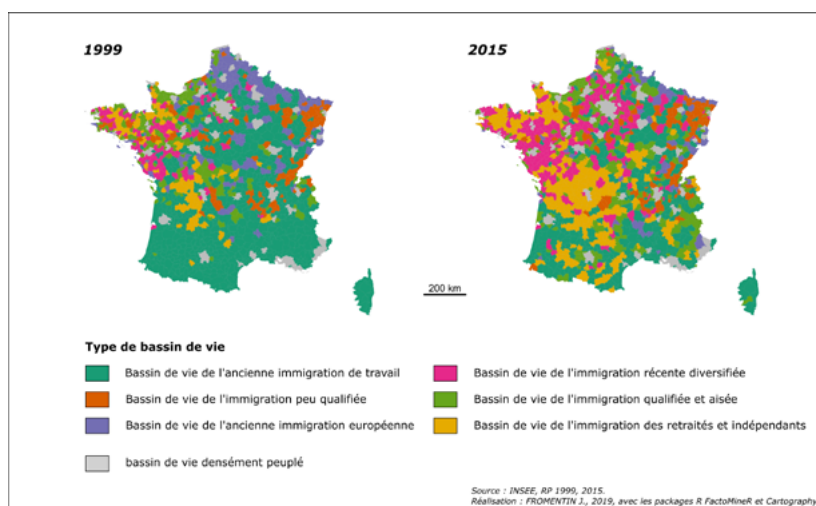 1999
2015
200 km
Type de bassin de vie
Bassin de vie de l'ancienne immigration de travail
Bassin de vie de l'immigration peu qualifiée
Bassin de vie de l'ancienne immigration européenne
bassin de vie densément peuplé
Bassin de vie de l'immigration récente diversifiée
Bassin de vie de l'immigration qualifiée et aisée
Bassin de vie de l'immigration des retraités et indépendants
Source : INSEE, RP 1999, 2015.
Réalisation : FROMENTIN J., 2019, avec les packages R FactoMineR et Cartography